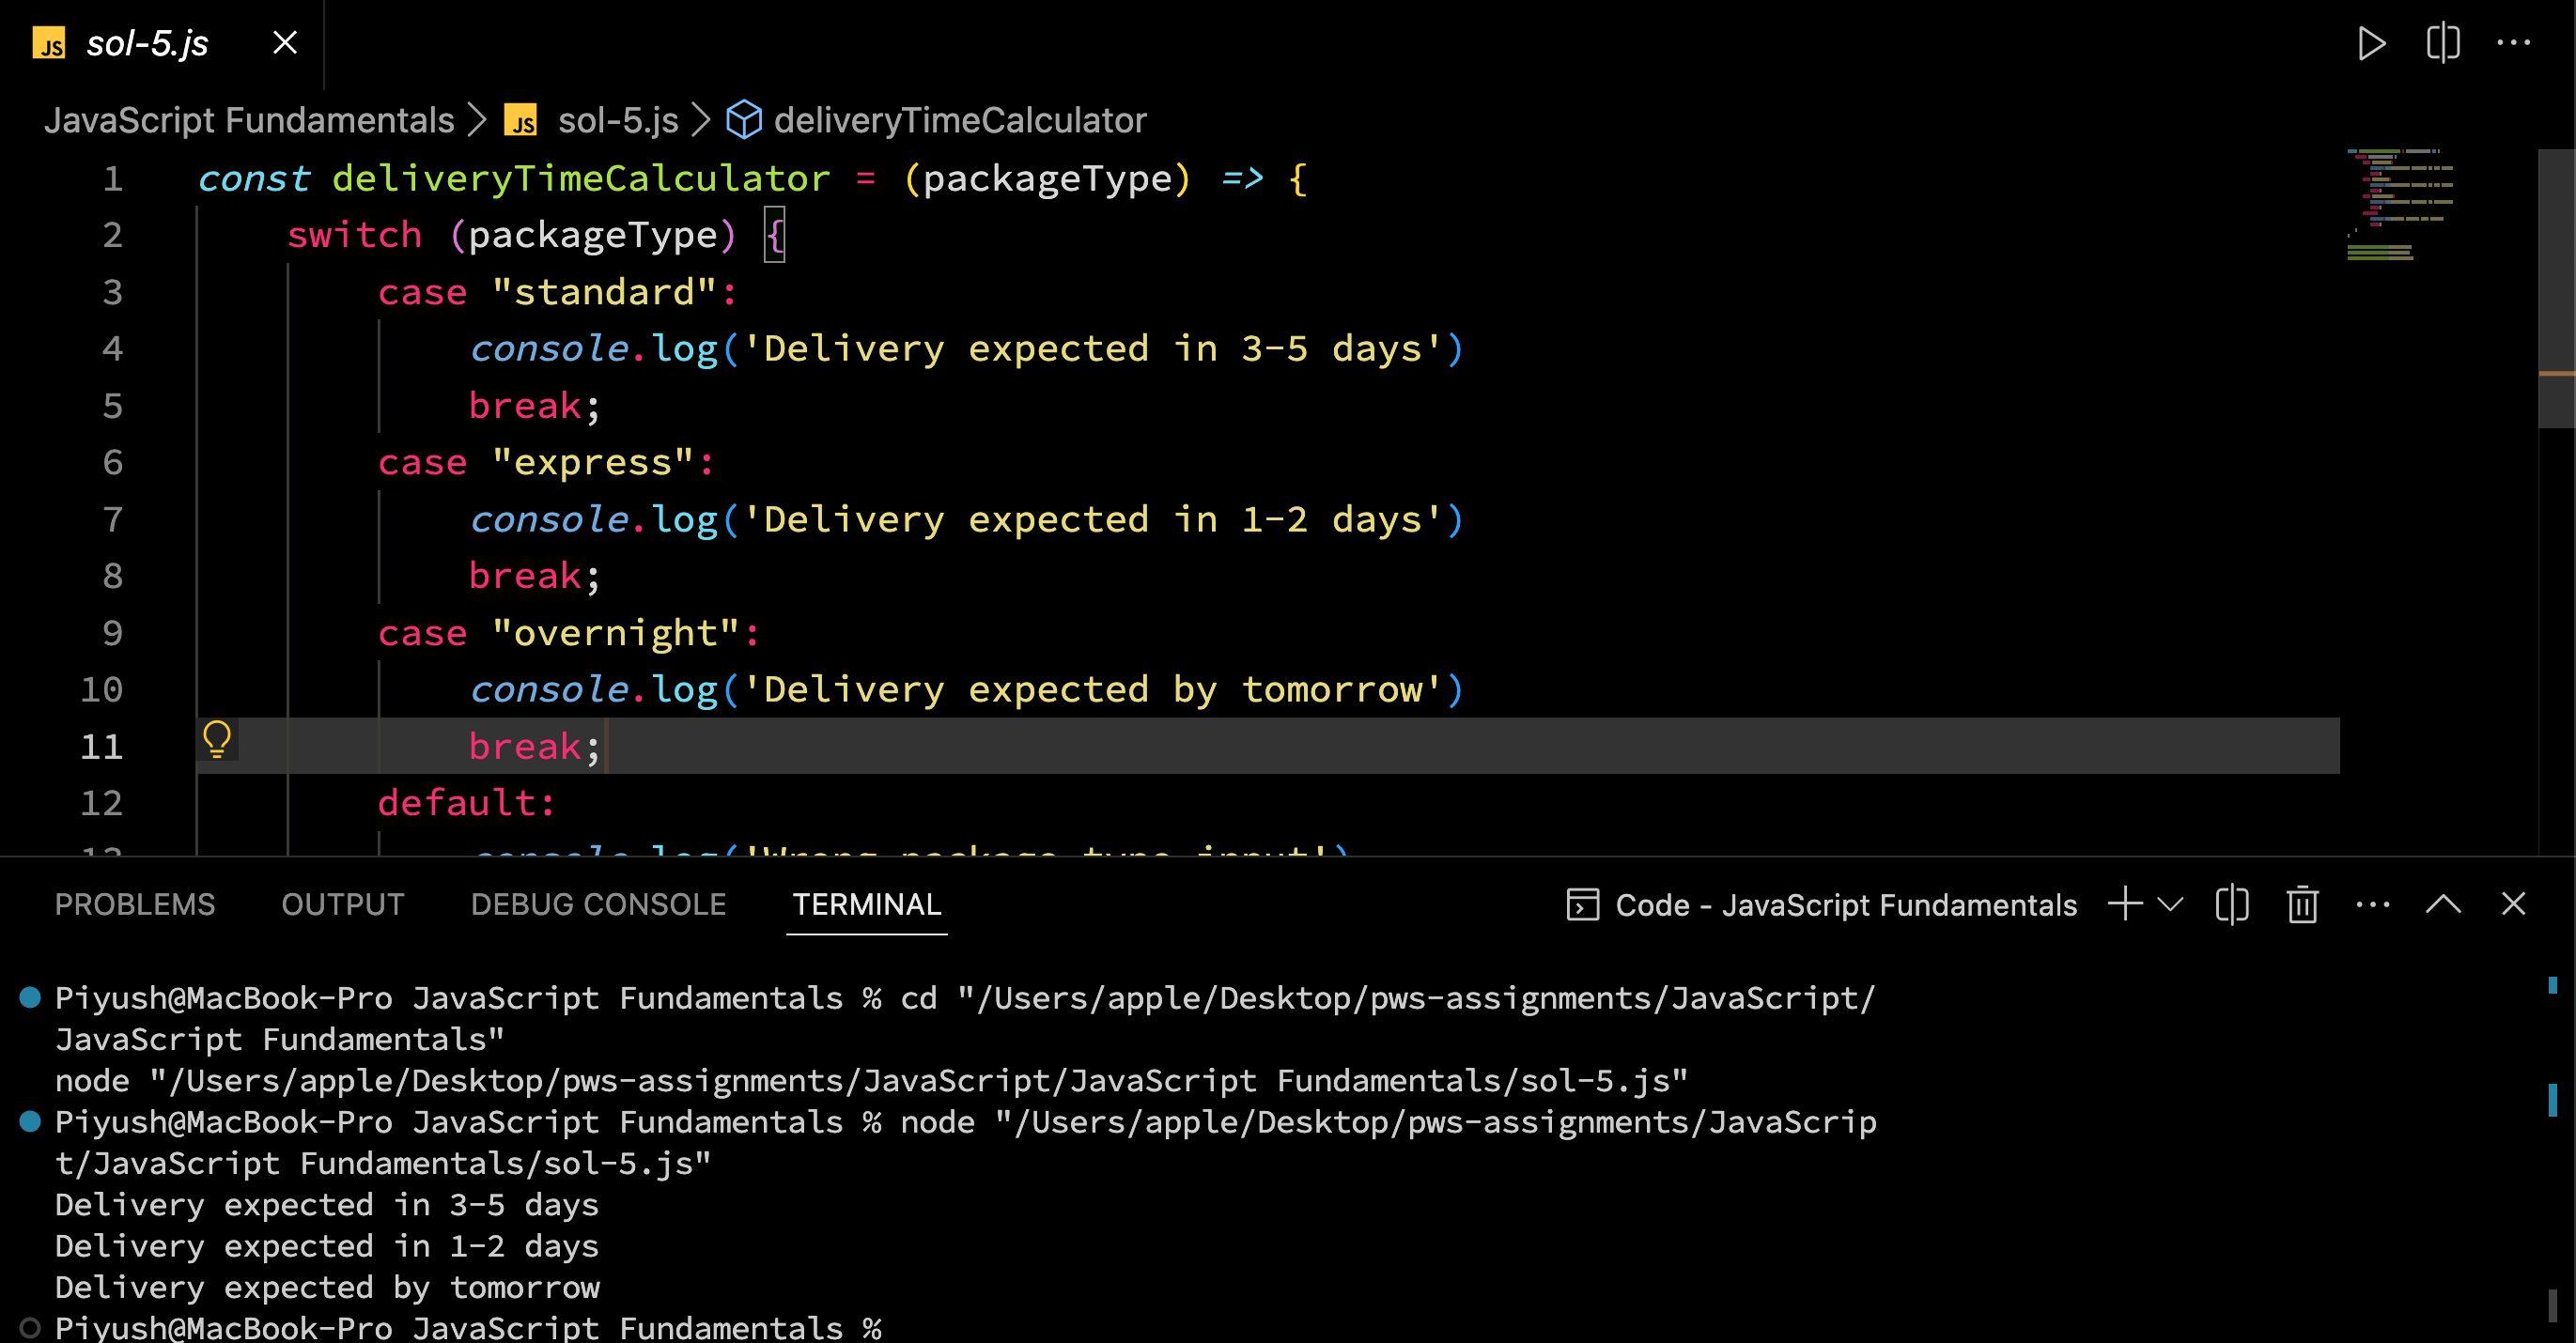 JS sol-5.js
JavaScript Fundamentals > JS sol-5.js > deliveryTimeCalculator
1 const deliveryTimeCalculator = (packageType) => {
2 switch (packageType) {
3 case "standard":
4 console.log('Delivery expected in 3-5 days')
5 break;
6 case "express":
7 console.log('Delivery expected in 1-2 days')
8 break;
9 case "overnight":
10 console.log('Delivery expected by tomorrow')
11 break;
12 default:
13 console.log('Wrong package type input')
PROBLEMS OUTPUT DEBUG CONSOLE TERMINAL Code - JavaScript Fundamentals
Piyush@MacBook-Pro JavaScript Fundamentals % cd "/Users/apple/Desktop/pws-assignments/JavaScript/
JavaScript Fundamentals"
node "/Users/apple/Desktop/pws-assignments/JavaScript/JavaScript Fundamentals/sol-5.js"
Piyush@MacBook-Pro JavaScript Fundamentals % node "/Users/apple/Desktop/pws-assignments/JavaScrip
t/JavaScript Fundamentals/sol-5.js"
Delivery expected in 3-5 days
Delivery expected in 1-2 days
Delivery expected by tomorrow
Piyush@MacBook-Pro JavaScript Fundamentals %